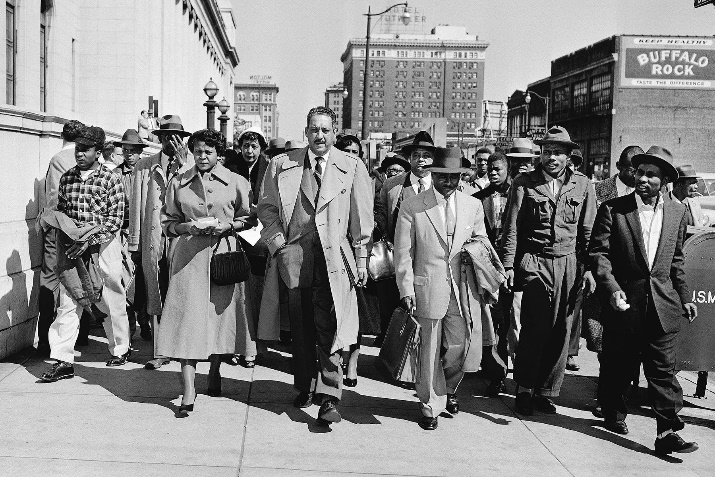 KEEP HEALTHY
BUFFALO
ROCK
TASTE THE DIFFERENCE
U.S.M